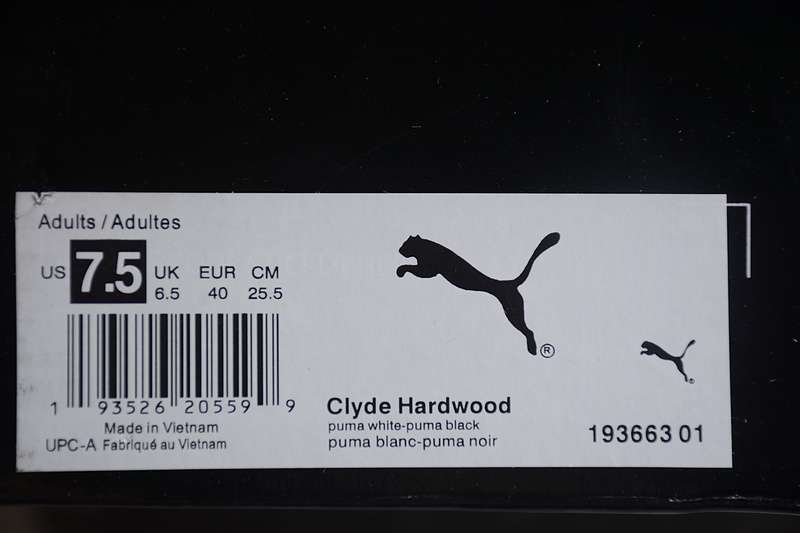 Adults / Adultes
US 7.5 UK EUR CM
6.5 40 25.5
1 93526 20559 9
Made in Vietnam
UPC-A Fabriqué au Vietnam
®
Clyde Hardwood
puma white-puma black
puma blanc-puma noir
193663 01